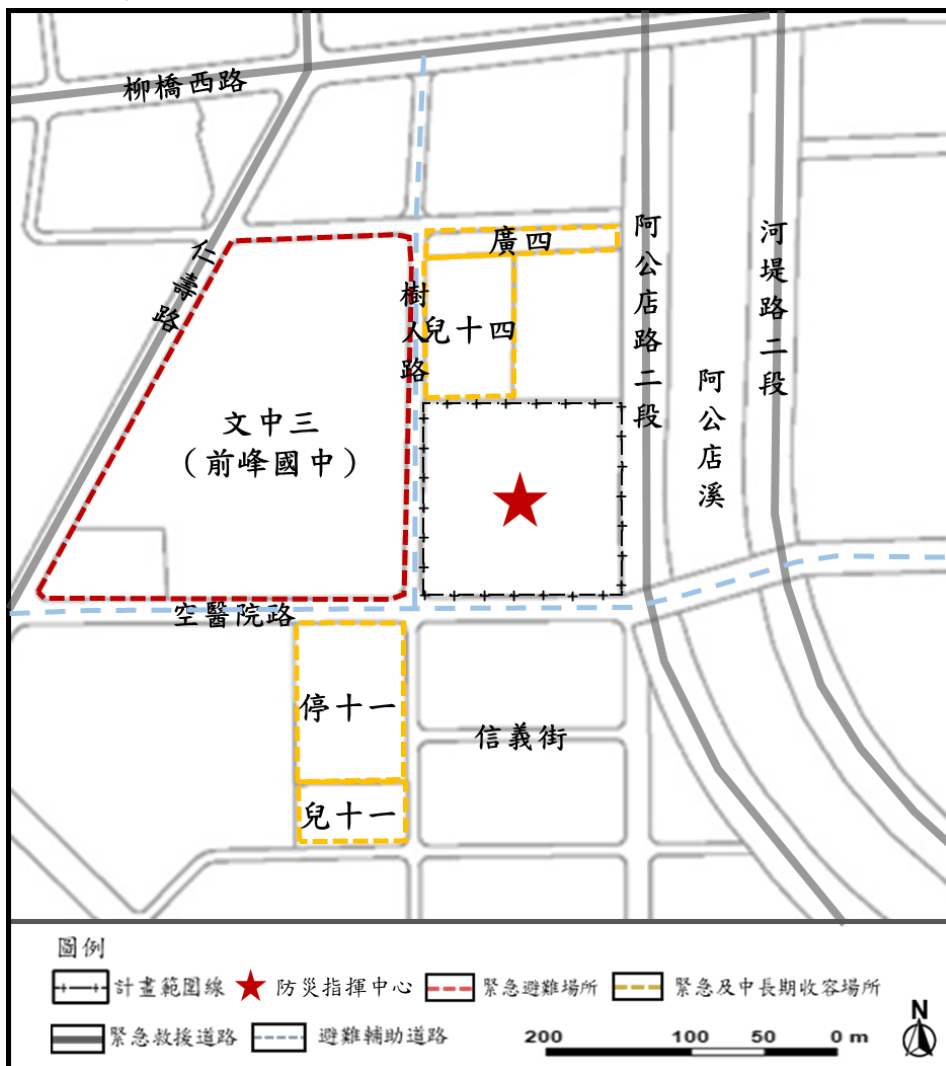 柳橋西路
仁壽路
廣四
樹人路
兒十四
阿公店路二段
河堤路二段
阿公店溪
文中三
（前峰國中）
空醫院路
停十一
信義街
兒十一
圖例
計畫範圍線 防災指揮中心 緊急避難場所 緊急及中長期收容場所
緊急救援道路 避難輔助道路 200 100 50 0 m
N